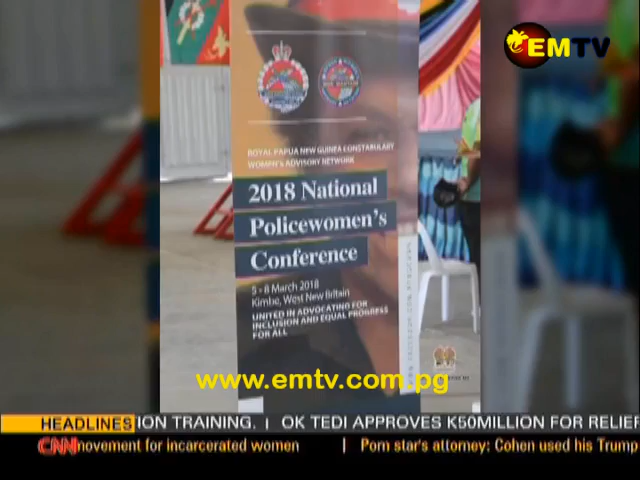 EMTV
ROYAL PAPUA NEW GUINEA CONSTABULARY
WOMEN'S ADVISORY NETWORK
2018 National
Policewomen's
Conference
5 - 8 March 2018
Kimbe, West New Britain
UNITED IN ADVOCATING FOR
INCLUSION AND EQUAL PROGRESS
FOR ALL
www.emtv.com.pg
HEADLINES ION TRAINING. | OK TEDI APPROVES K50MILLION FOR RELIEF
CNN movement for incarcerated women | Porn star's attorney: Cohen used his Trump